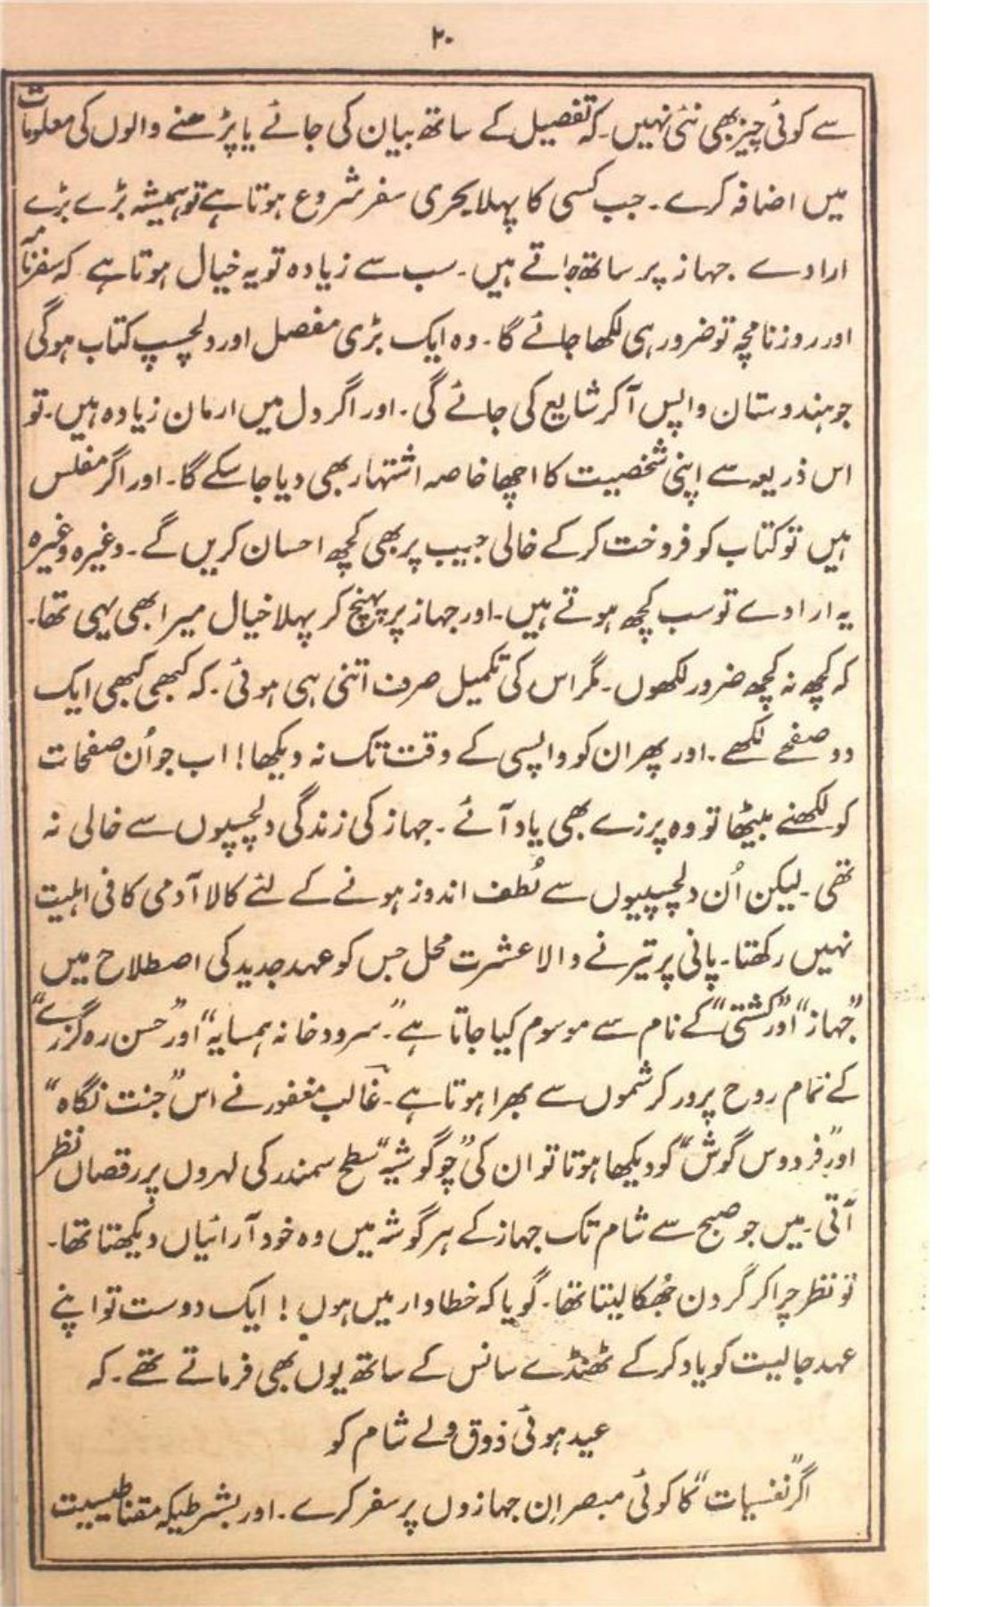 ۲۰
سے کوئی چیز بھی نئی نہیں۔ کہ تفصیل کے ساتھ بیان کی جائے یا پڑھنے والوں کی معلومات
میں اضافہ کرے۔ جب کسی کا پہلا بحری سفر شروع ہوتا ہے تو ہمیشہ بڑے بڑے
ارادے جہاز پر ساتھ جاتے ہیں۔ سب سے زیادہ تو یہ خیال ہوتا ہے کہ سفرنامہ
اور روزنامچہ تو ضرور ہی لکھا جائے گا۔ وہ ایک بڑی مفصل اور دلچسپ کتاب ہوگی
جو ہندوستان واپس آکر شایع کی جائے گی۔ اور اگر دل میں ارمان زیادہ ہیں۔ تو
اس ذریعہ سے اپنی شخصیت کا اچھا خاصہ اشتہار بھی دیا جا سکے گا۔ اور اگر مفلس
ہیں تو کتاب کو فروخت کرکے خالی جیب پر بھی کچھ احسان کریں گے۔ وغیرہ وغیرہ
یہ ارادے تو سب کچھ ہوتے ہیں۔ اور جہاز پر پہنچ کر پہلا خیال میرا بھی یہی تھا۔
کہ کچھ نہ کچھ ضرور لکھوں۔ مگر اس کی تکمیل صرف اتنی ہی ہوئی۔ کہ کبھی کبھی ایک
دو صفحے لکھے۔ اور پھر ان کو واپسی کے وقت تک نہ دیکھا! اب جو اُن صفحات
کو لکھنے بیٹھا تو وہ پرزے بھی یاد آئے۔ جہاز کی زندگی دلچسپیوں سے خالی نہ
تھی۔ لیکن اُن دلچسپیوں سے لُطف اندوز ہونے کے لئے کالا آدمی کافی اہلیت
نہیں رکھتا۔ پانی پر تیرنے والا عشرت محل جس کو عہد جدید کی اصطلاح میں
”جہاز“ اور ”کشتی“ کے نام سے موسوم کیا جاتا ہے۔ ”سرود خانہ ہمسایہ“ اور ”حسن رہ گزرے“
کے تمام روح پرور کرشموں سے بھرا ہوتا ہے۔ غالب مغفور نے اس ”جنت نگاہ“
اور ”فردوس گوش“ کو دیکھا ہوتا تو ان کی ”چوگوشیہ“ سطح سمندر کی لہروں پر رقصاں نظر
آتی۔ میں جو صبح سے شام تک جہاز کے ہر گوشہ میں وہ خود آرائیاں دیکھتا تھا۔
تو نظر چرا کر گردن جُھکا لیتا تھا۔ گویا کہ خطاوار میں ہوں! ایک دوست تو اپنے
عہد جاہلیت کو یاد کرکے ٹھنڈے سانس کے ساتھ یوں بھی فرماتے تھے۔ کہ
عید ہوئی ذوق ولے شام کو
اگر ”نفسیات“ کا کوئی مبصر اِن جہازوں پر سفر کرے۔ اور بشرطیکہ مقناطیسیت